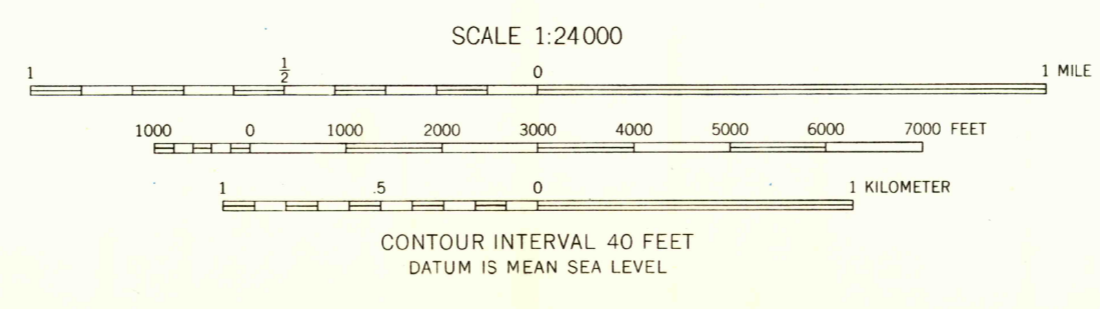 SCALE 1:24000
1 1/2 0 1 MILE
1000 0 1000 2000 3000 4000 5000 6000 7000 FEET
1 .5 0 1 KILOMETER
CONTOUR INTERVAL 40 FEET
DATUM IS MEAN SEA LEVEL